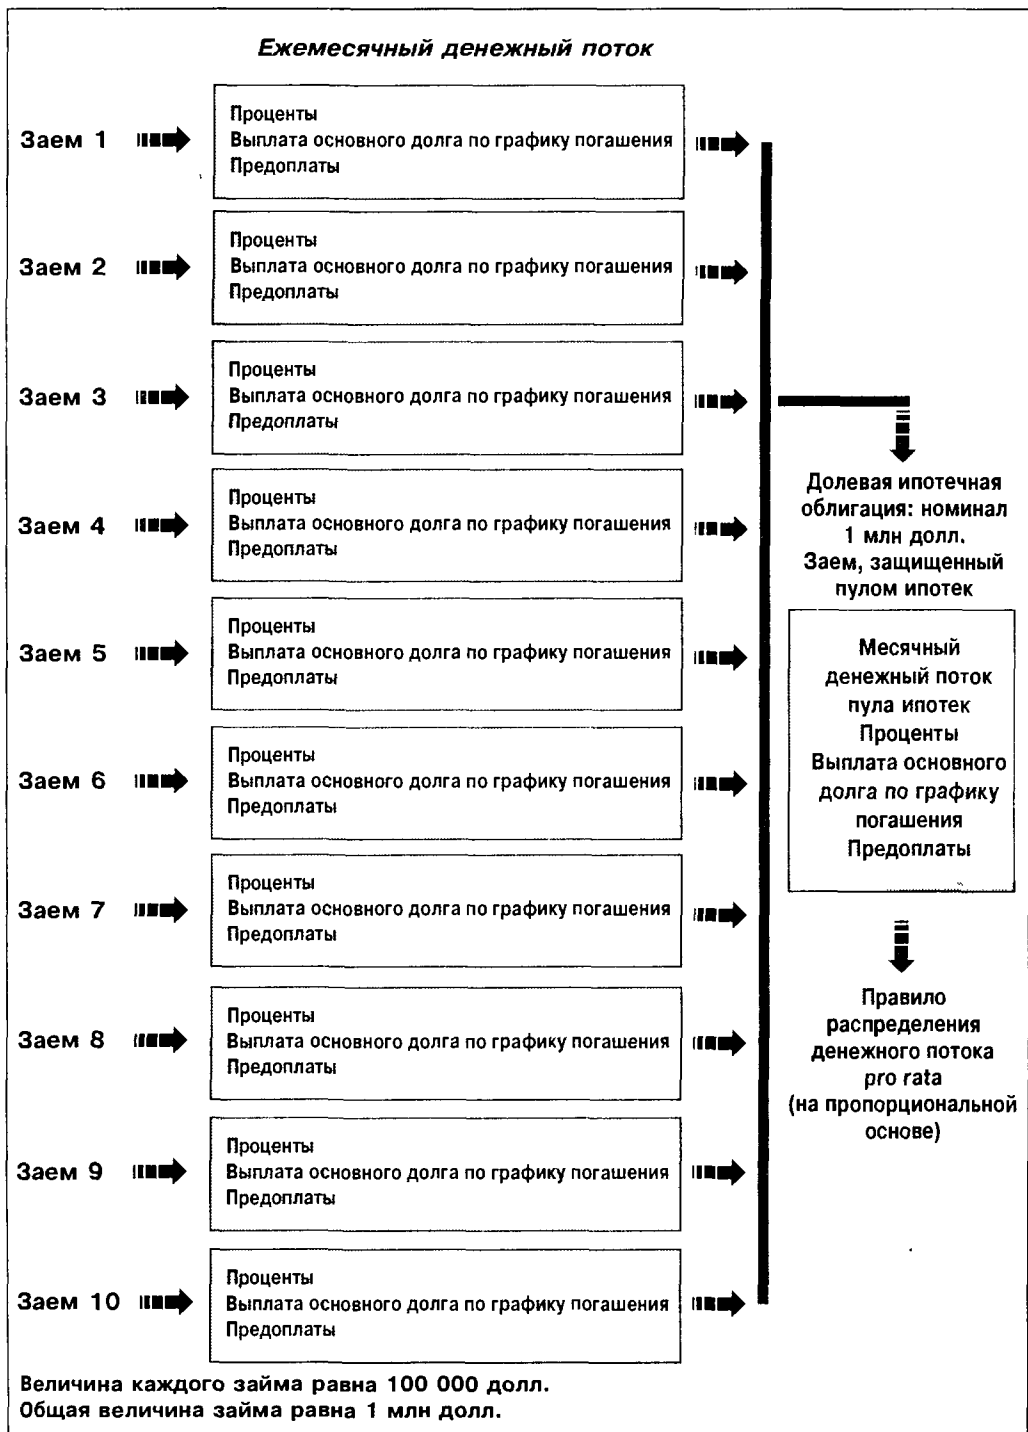 Ежемесячный денежный поток
Заем 1
Проценты
Выплата основного долга по графику погашения
Предоплаты
Заем 2
Проценты
Выплата основного долга по графику погашения
Предоплаты
Заем 3
Проценты
Выплата основного долга по графику погашения
Предоплаты
Заем 4
Проценты
Выплата основного долга по графику погашения
Предоплаты
Заем 5
Проценты
Выплата основного долга по графику погашения
Предоплаты
Заем 6
Проценты
Выплата основного долга по графику погашения
Предоплаты
Заем 7
Проценты
Выплата основного долга по графику погашения
Предоплаты
Заем 8
Проценты
Выплата основного долга по графику погашения
Предоплаты
Заем 9
Проценты
Выплата основного долга по графику погашения
Предоплаты
Заем 10
Проценты
Выплата основного долга по графику погашения
Предоплаты
Долевая ипотечная
облигация: номинал
1 млн долл.
Заем, защищенный
пулом ипотек
Месячный
денежный поток
пула ипотек
Проценты
Выплата основного
долга по графику
погашения
Предоплаты
Правило
распределения
денежного потока
pro rata
(на пропорциональной
основе)
Величина каждого займа равна 100 000 долл.
Общая величина займа равна 1 млн долл.